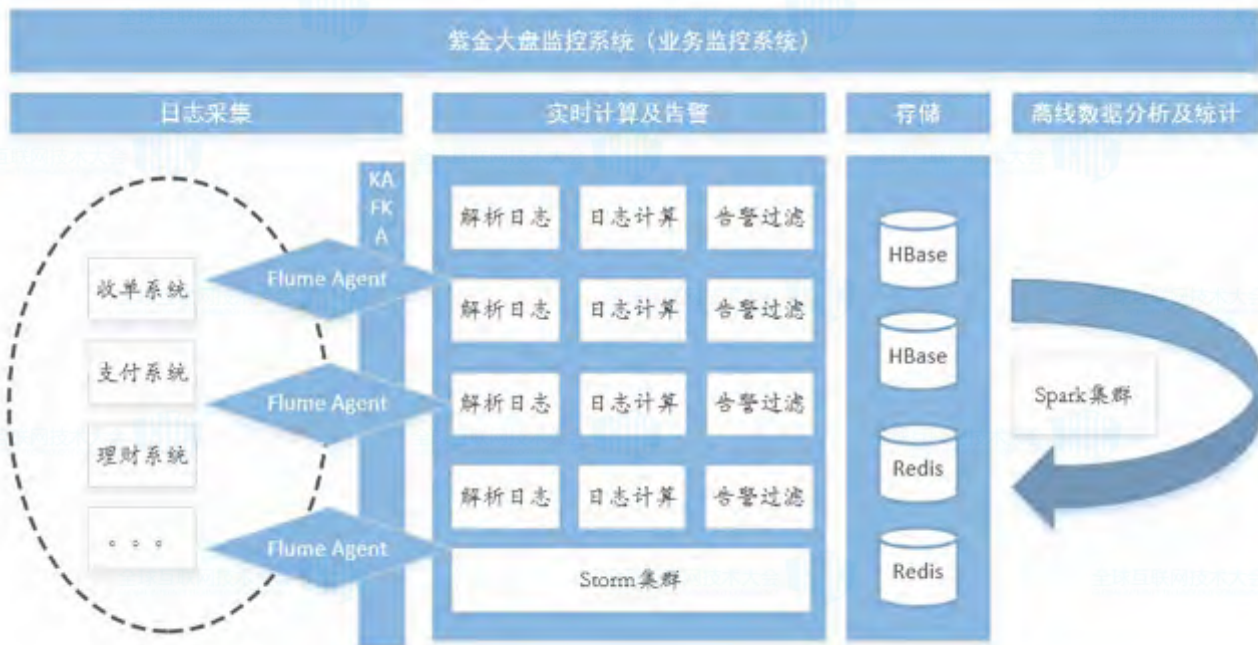 紫金大盘监控系统（业务监控系统）
日志采集
实时计算及告警
存储
离线数据分析及统计
KA
FK
A
收单系统
支付系统
理财系统
。。。
Flume Agent
Flume Agent
Flume Agent
解析日志 日志计算 告警过滤
解析日志 日志计算 告警过滤
解析日志 日志计算 告警过滤
解析日志 日志计算 告警过滤
Storm集群
HBase
HBase
Redis
Redis
Spark集群